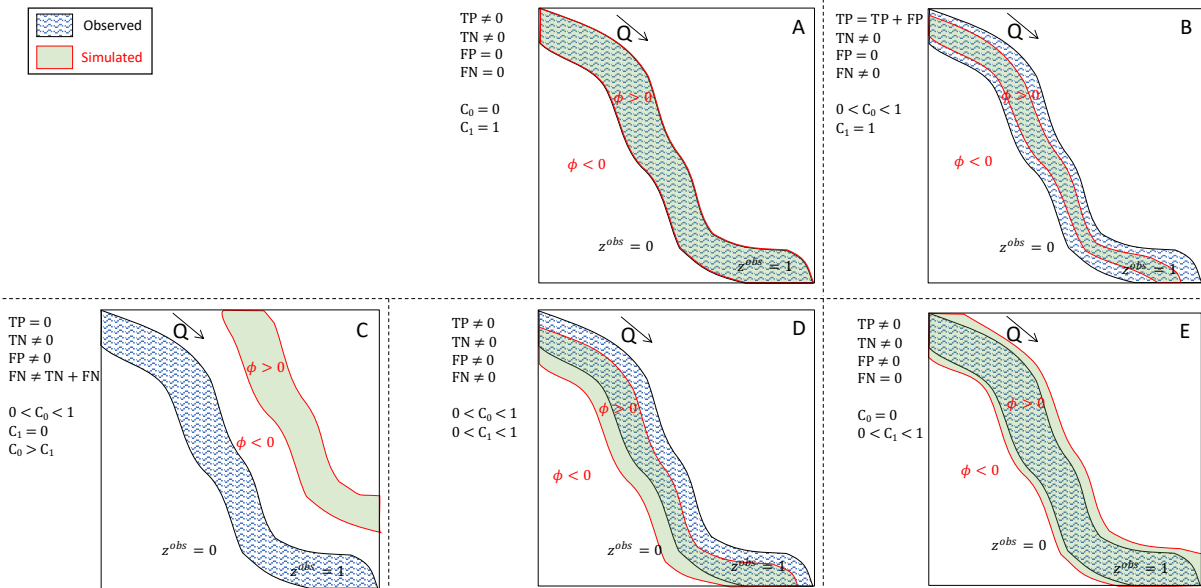 Observed
Simulated
TP ≠ 0
TN ≠ 0
FP = 0
FN = 0
C₀ = 0
C₁ = 1
Q
A
ϕ > 0
ϕ < 0
z^{obs} = 0
z^{obs} = 1
TP = TP + FP
TN ≠ 0
FP = 0
FN ≠ 0
0 < C₀ < 1
C₁ = 1
Q
B
ϕ > 0
ϕ < 0
z^{obs} = 0
z^{obs} = 1
TP = 0
TN ≠ 0
FP ≠ 0
FN ≠ TN + FN
0 < C₀ < 1
C₁ = 0
C₀ > C₁
Q
C
ϕ > 0
ϕ < 0
z^{obs} = 0
z^{obs} = 1
TP ≠ 0
TN ≠ 0
FP ≠ 0
FN ≠ 0
0 < C₀ < 1
0 < C₁ < 1
Q
D
ϕ > 0
ϕ < 0
z^{obs} = 0
z^{obs} = 1
TP ≠ 0
TN ≠ 0
FP ≠ 0
FN = 0
C₀ = 0
0 < C₁ < 1
Q
E
ϕ > 0
ϕ < 0
z^{obs} = 0
z^{obs} = 1